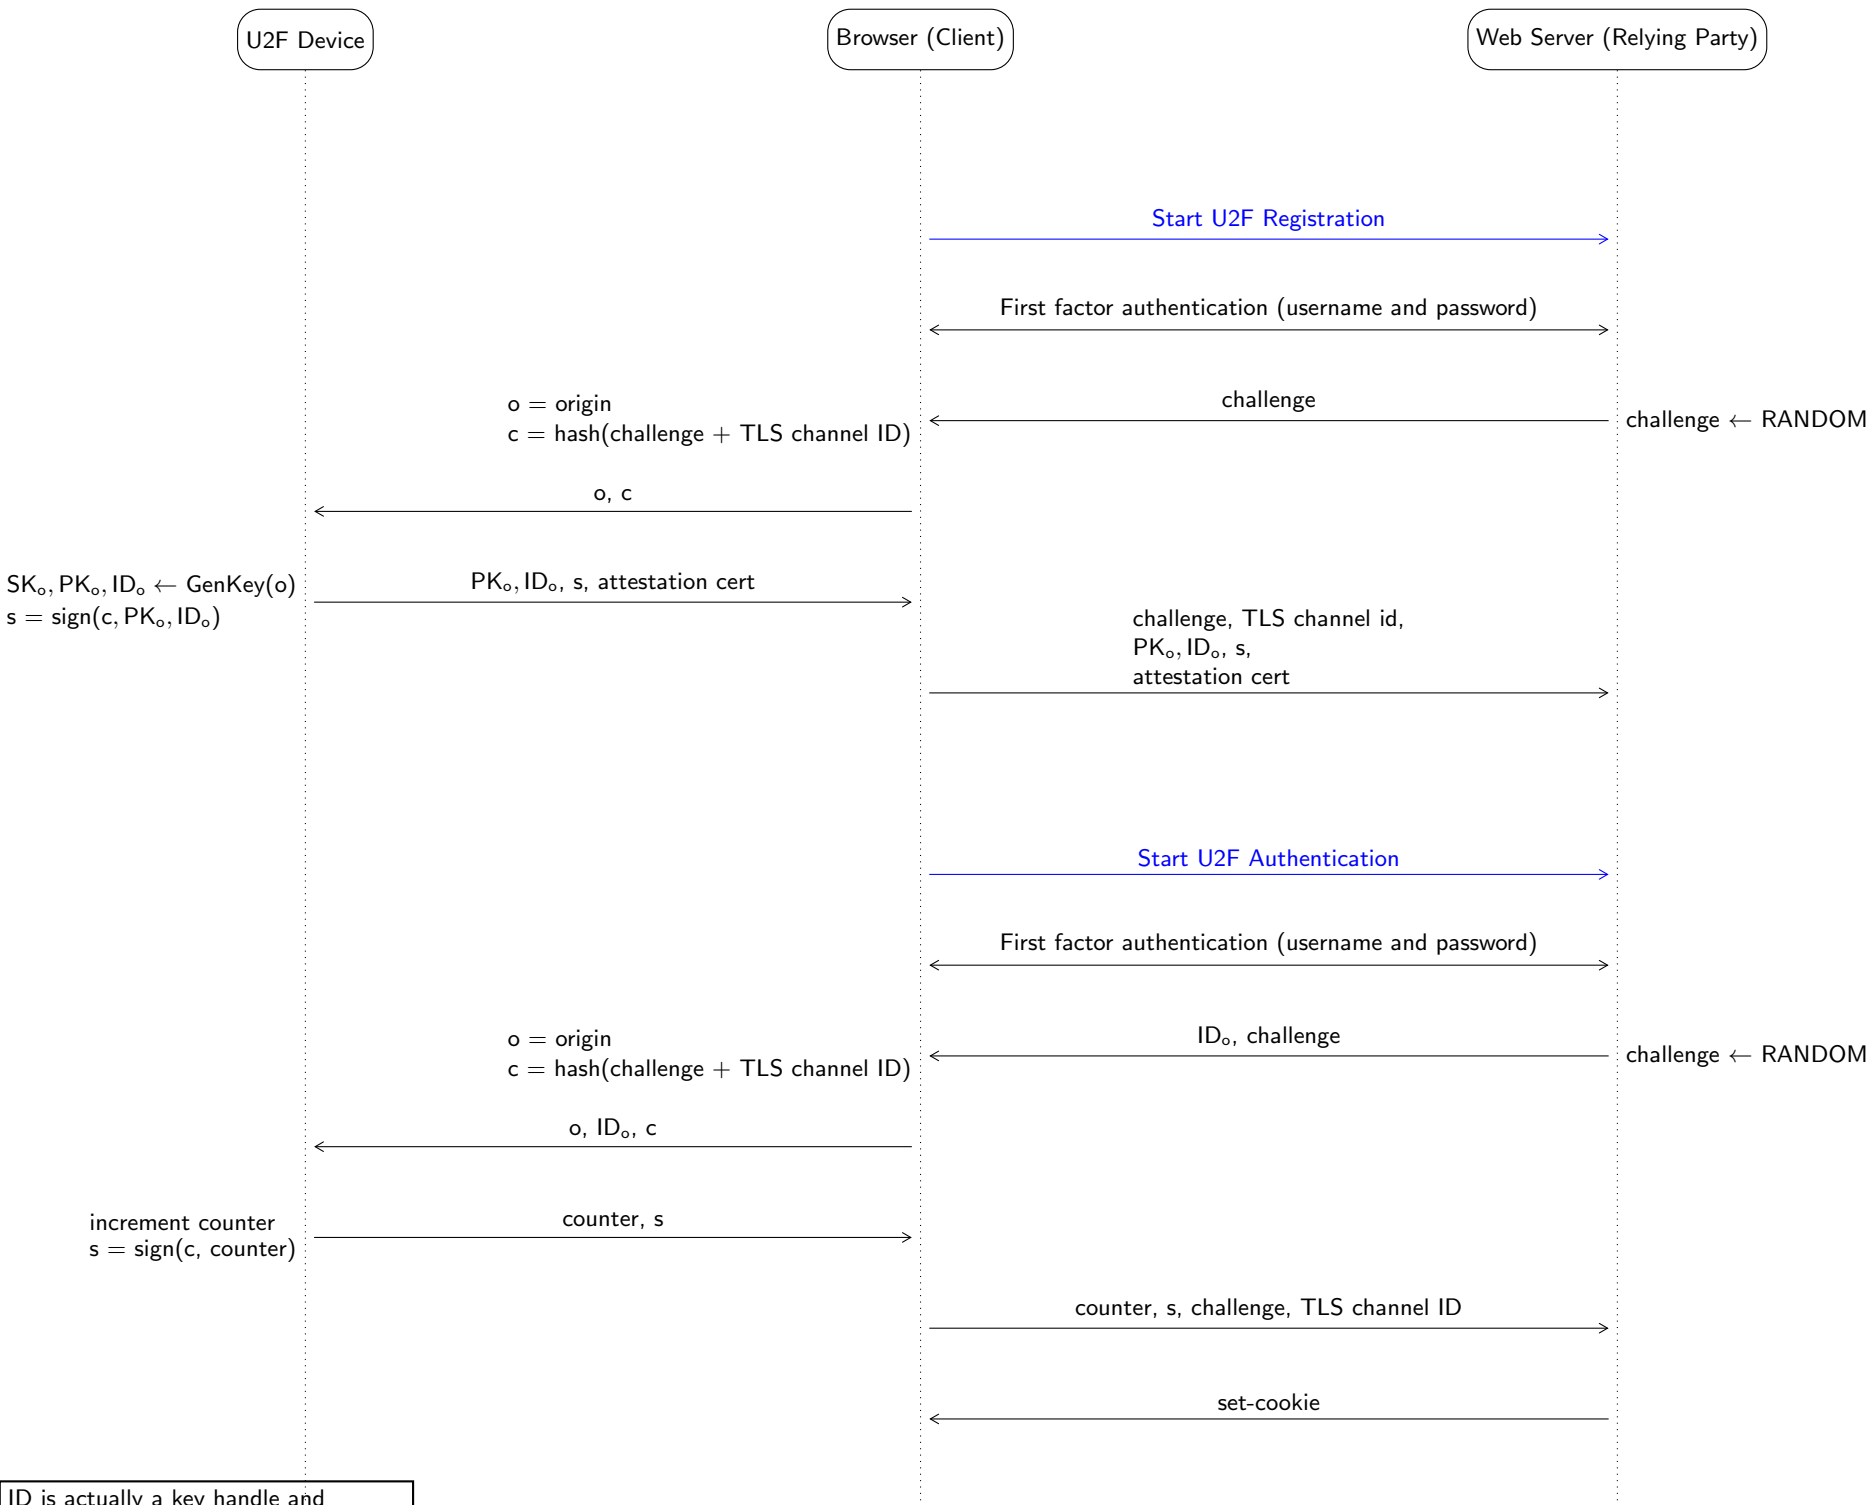 U2F Device
Browser (Client)
Web Server (Relying Party)
Start U2F Registration
First factor authentication (username and password)
o = origin
c = hash(challenge + TLS channel ID)
challenge
challenge ← RANDOM
o, c
SKₒ, PKₒ, IDₒ ← GenKey(o)
s = sign(c, PKₒ, IDₒ)
PKₒ, IDₒ, s, attestation cert
challenge, TLS channel id,
PKₒ, IDₒ, s,
attestation cert
Start U2F Authentication
First factor authentication (username and password)
o = origin
c = hash(challenge + TLS channel ID)
IDₒ, challenge
challenge ← RANDOM
o, IDₒ, c
increment counter
s = sign(c, counter)
counter, s
counter, s, challenge, TLS channel ID
set-cookie
ID is actually a key handle and